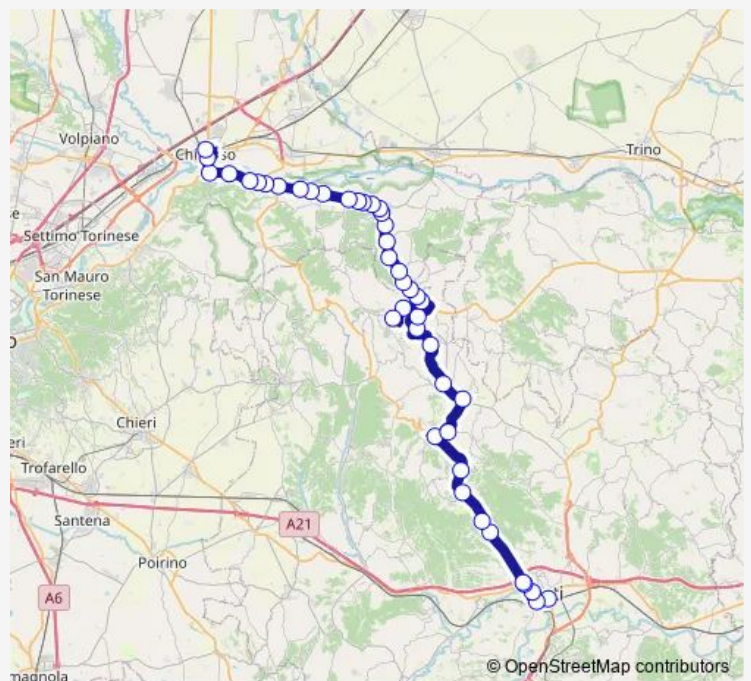 Volpiano
Trino
Settimo Torinese
San Mauro
Torinese
Chieri
Trofarello
A21
Santena
Poirino
A6
© OpenStreetMap contributors